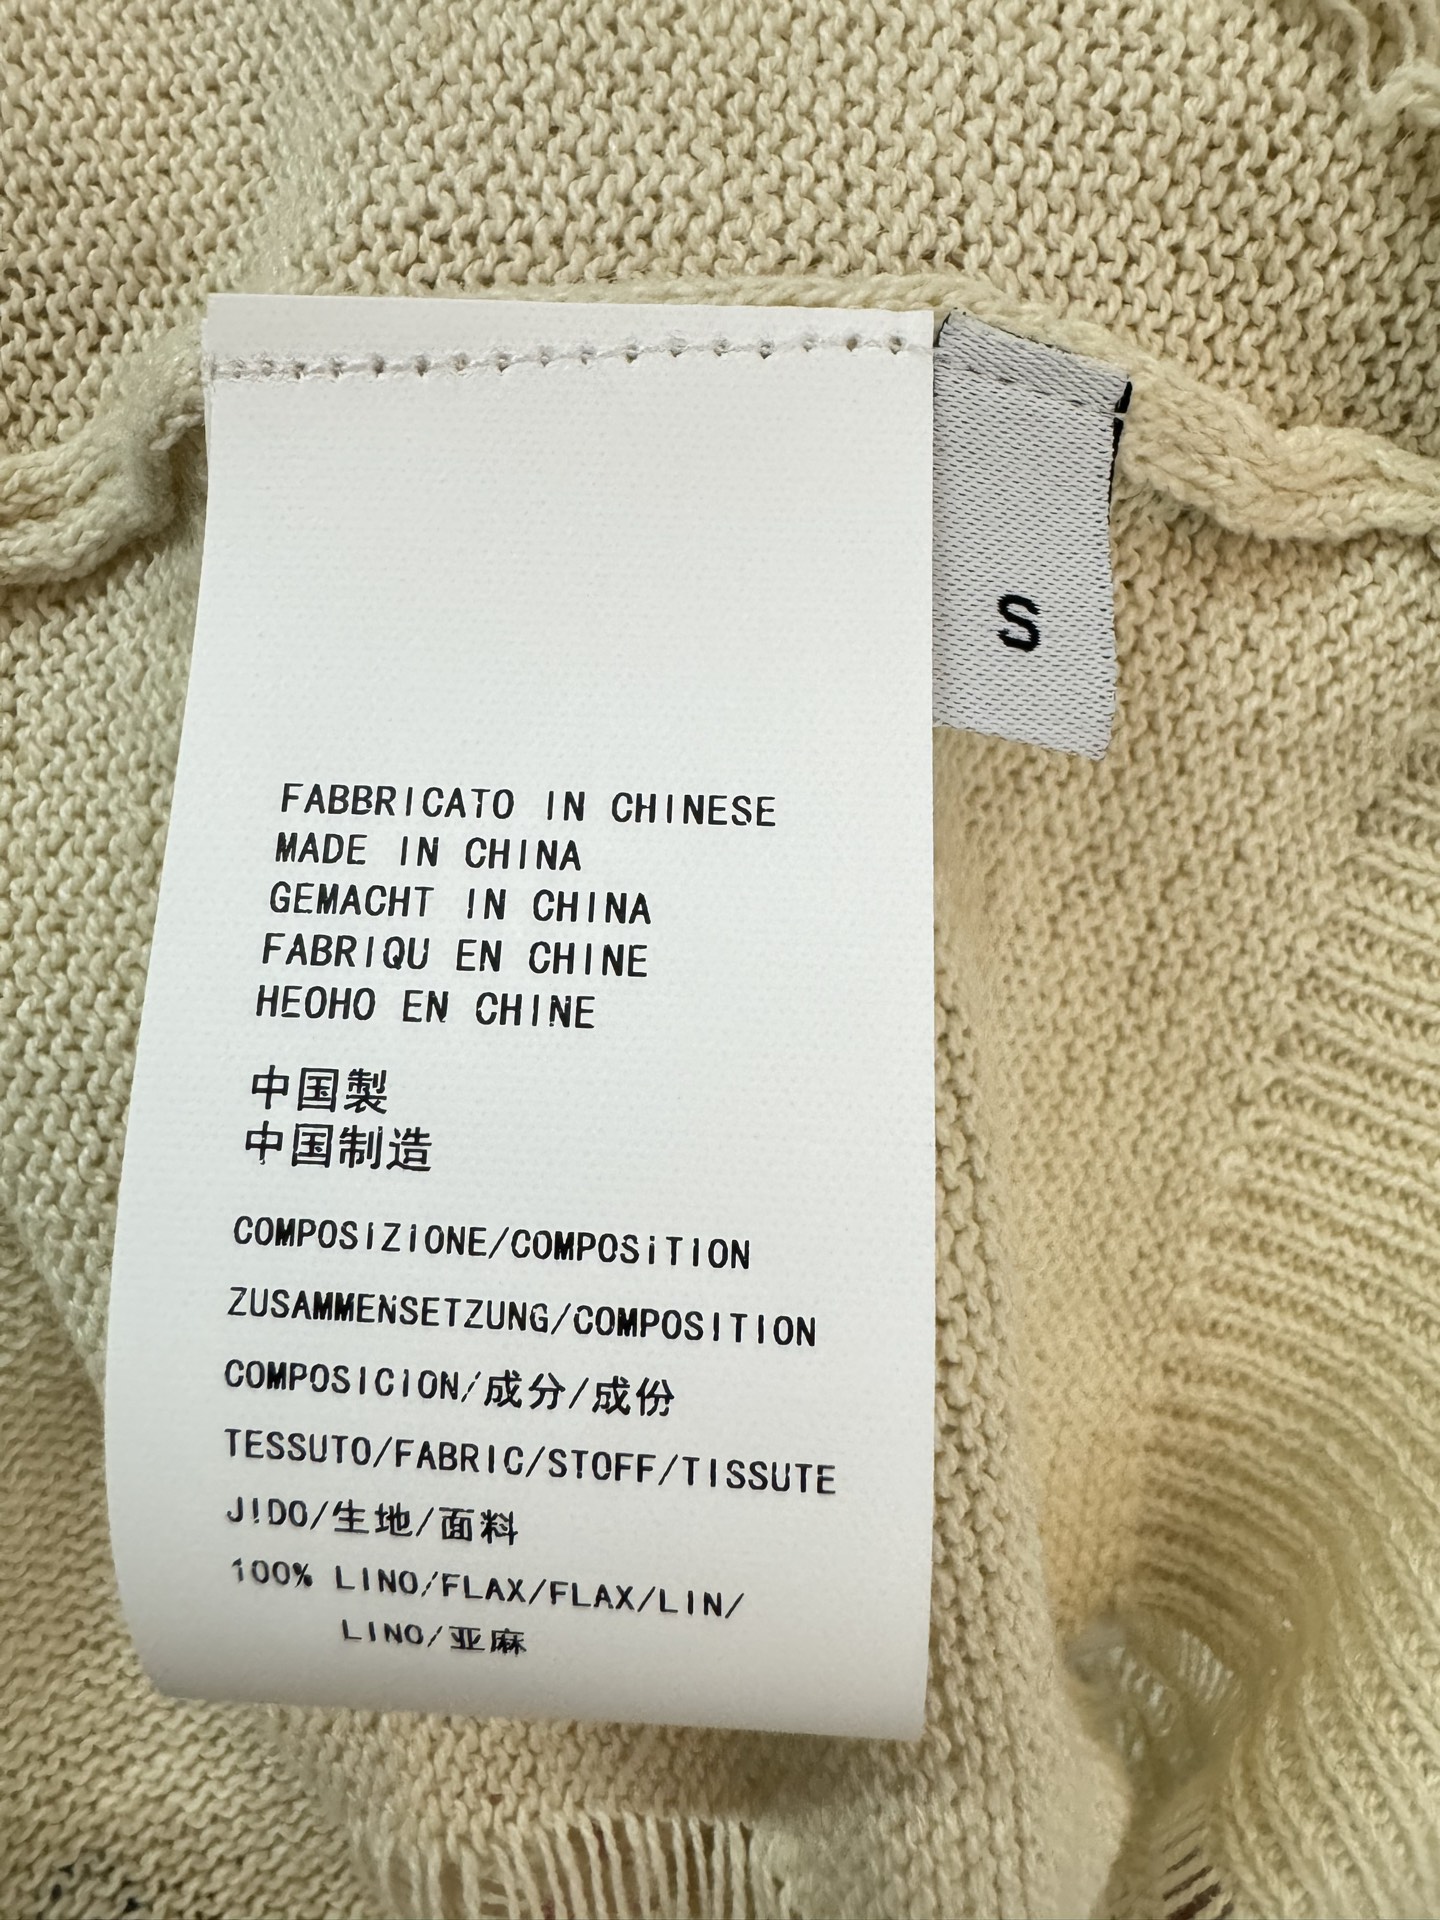 S
FABBRICATO IN CHINESE
MADE IN CHINA
GEMACHT IN CHINA
FABRIQU EN CHINE
HEOHO EN CHINE
中国製
中国制造
COMPOSIZIONE/COMPOSiTION
ZUSAMMENSETZUNG/COMPOSITION
COMPOSICION/成分/成份
TESSUTO/FABRIC/STOFF/TISSUTE
J!DO/生地/面料
100% LINO/FLAX/FLAX/LIN/
LINO/亚麻